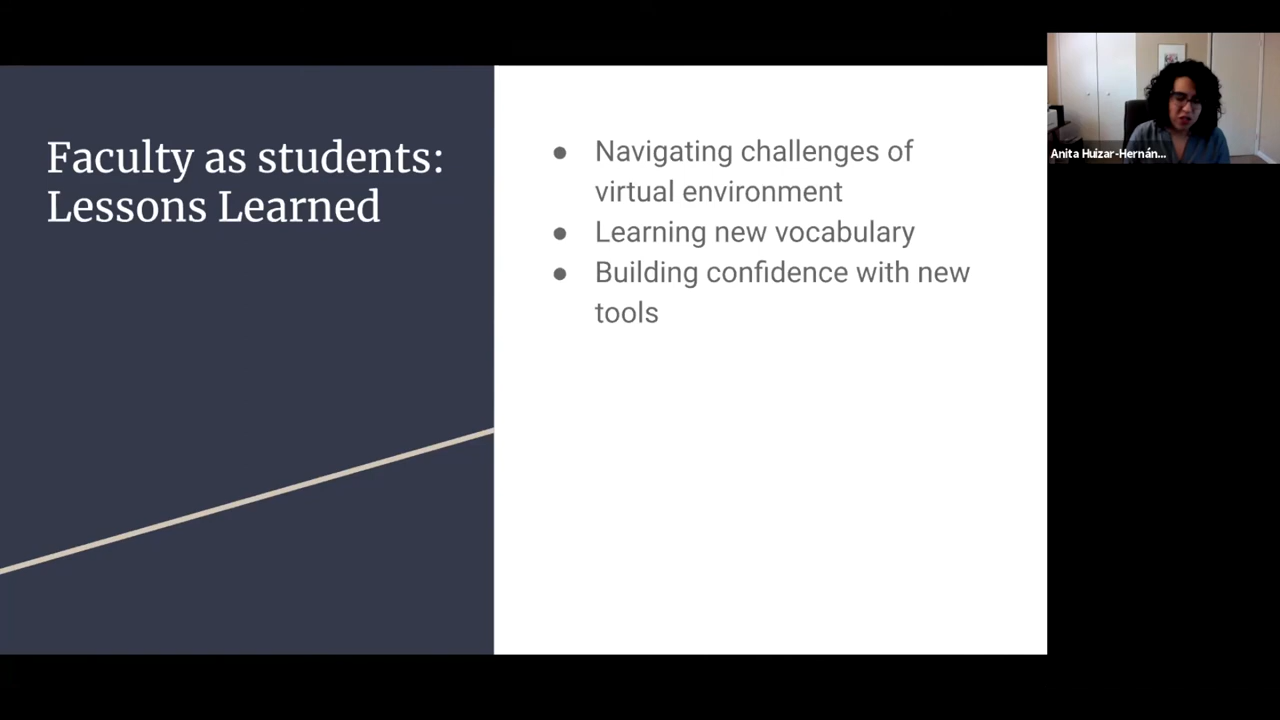 Faculty as students:
Lessons Learned
● Navigating challenges of
virtual environment
● Learning new vocabulary
● Building confidence with new
tools
Anita Huizar-Hernán...